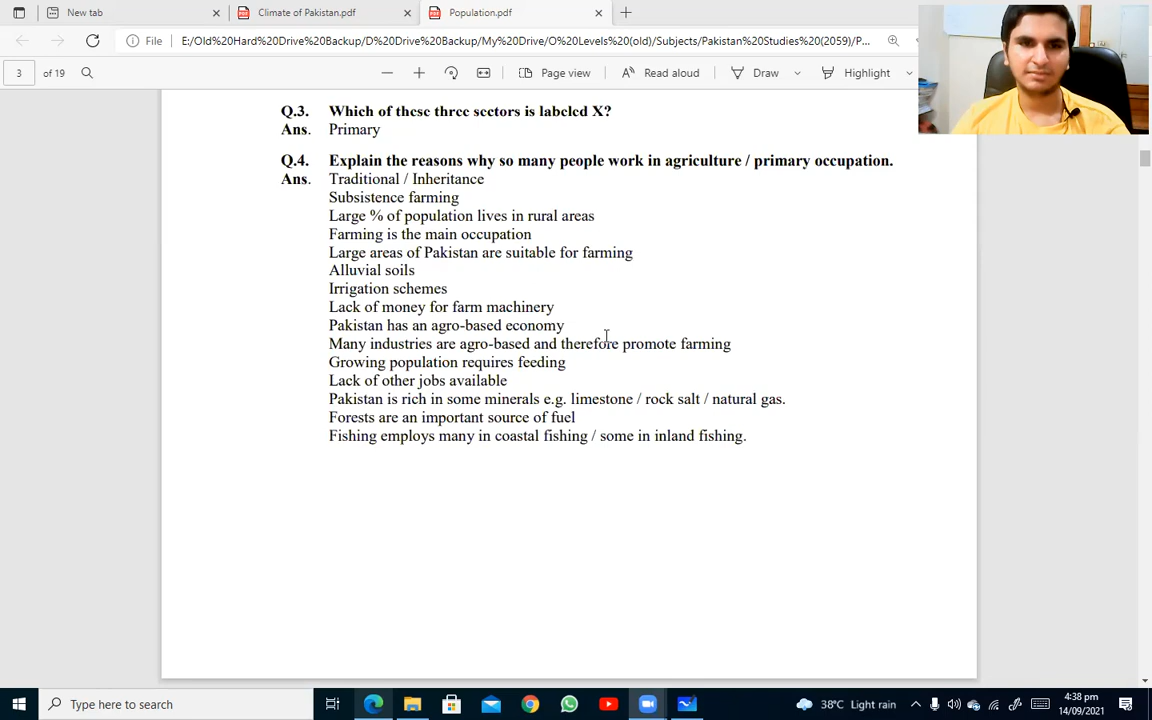 New tab
Climate of Pakistan.pdf
Population.pdf
File
E:/Old%20Hard%20Drive%20Backup/D%20Drive%20Backup/My%20Drive/O%20Levels%20(old)/Subjects/Pakistan%20Studies%20(2059)/P...
3 of 19
Page view
Read aloud
Draw
Highlight
Q.3. Which of these three sectors is labeled X?
Ans. Primary
Q.4. Explain the reasons why so many people work in agriculture / primary occupation.
Ans. Traditional / Inheritance
Subsistence farming
Large % of population lives in rural areas
Farming is the main occupation
Large areas of Pakistan are suitable for farming
Alluvial soils
Irrigation schemes
Lack of money for farm machinery
Pakistan has an agro-based economy
Many industries are agro-based and therefore promote farming
Growing population requires feeding
Lack of other jobs available
Pakistan is rich in some minerals e.g. limestone / rock salt / natural gas.
Forests are an important source of fuel
Fishing employs many in coastal fishing / some in inland fishing.
Type here to search
38°C Light rain
4:38 pm
14/09/2021